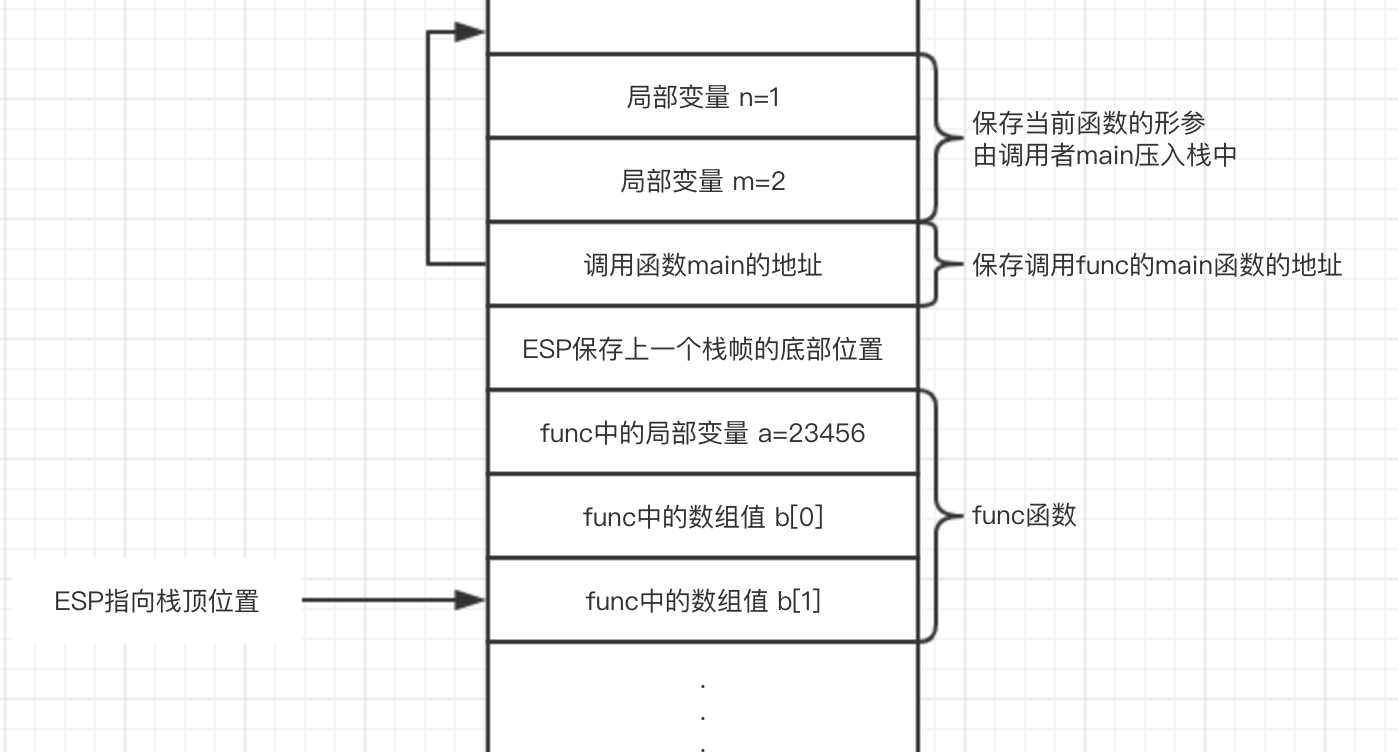 局部变量 n=1
保存当前函数的形参
由调用者main压入栈中
局部变量 m=2
调用函数main的地址
保存调用func的main函数的地址
ESP保存上一个栈帧的底部位置
func中的局部变量 a=23456
func中的数组值 b[0]
func函数
ESP指向栈顶位置
func中的数组值 b[1]
.
.
.